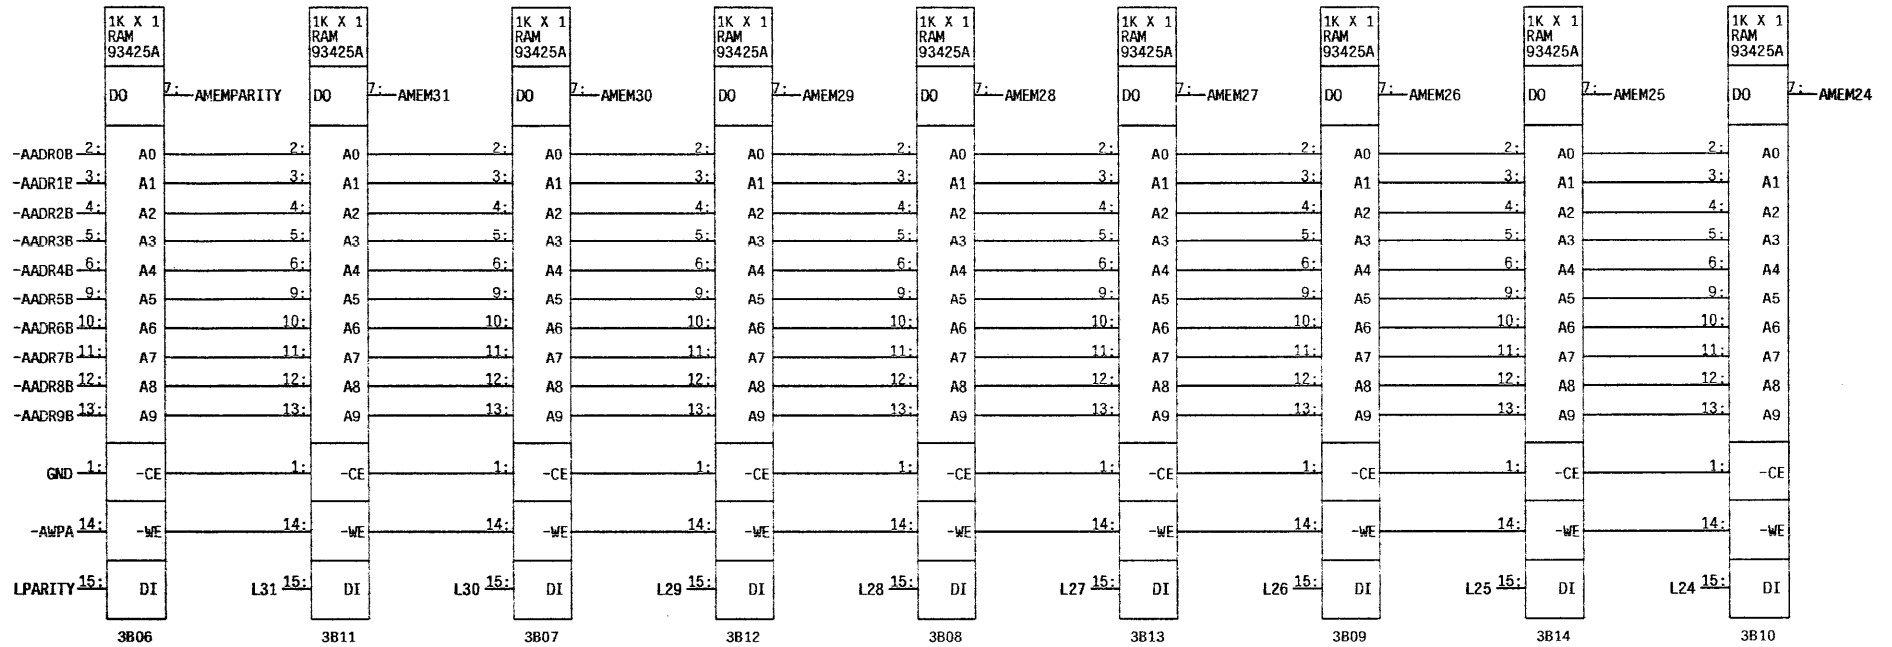 1K X 1 1K X 1 1K X 1 1K X 1 1K X 1 1K X 1 1K X 1 1K X 1 1K X 1
RAM RAM RAM RAM RAM RAM RAM RAM RAM
93425A 93425A 93425A 93425A 93425A 93425A 93425A 93425A 93425A
DO 7: AMEMPARITY DO 7: AMEM31 DO 7: AMEM30 DO 7: AMEM29 DO 7: AMEM28 DO 7: AMEM27 DO 7: AMEM26 DO 7: AMEM25 DO 7: AMEM24
-AADR0B 2: A0 2: A0 2: A0 2: A0 2: A0 2: A0 2: A0 2: A0 2: A0
-AADR1B 3: A1 3: A1 3: A1 3: A1 3: A1 3: A1 3: A1 3: A1 3: A1
-AADR2B 4: A2 4: A2 4: A2 4: A2 4: A2 4: A2 4: A2 4: A2 4: A2
-AADR3B 5: A3 5: A3 5: A3 5: A3 5: A3 5: A3 5: A3 5: A3 5: A3
-AADR4B 6: A4 6: A4 6: A4 6: A4 6: A4 6: A4 6: A4 6: A4 6: A4
-AADR5B 9: A5 9: A5 9: A5 9: A5 9: A5 9: A5 9: A5 9: A5 9: A5
-AADR6B 10: A6 10: A6 10: A6 10: A6 10: A6 10: A6 10: A6 10: A6 10: A6
-AADR7B 11: A7 11: A7 11: A7 11: A7 11: A7 11: A7 11: A7 11: A7 11: A7
-AADR8B 12: A8 12: A8 12: A8 12: A8 12: A8 12: A8 12: A8 12: A8 12: A8
-AADR9B 13: A9 13: A9 13: A9 13: A9 13: A9 13: A9 13: A9 13: A9 13: A9
GND 1: -CE 1: -CE 1: -CE 1: -CE 1: -CE 1: -CE 1: -CE 1: -CE 1: -CE
-AWPA 14: -WE 14: -WE 14: -WE 14: -WE 14: -WE 14: -WE 14: -WE 14: -WE 14: -WE
LPARITY 15: DI L31 15: DI L30 15: DI L29 15: DI L28 15: DI L27 15: DI L26 15: DI L25 15: DI L24 15: DI
3B06 3B11 3B07 3B12 3B08 3B13 3B09 3B14 3B10